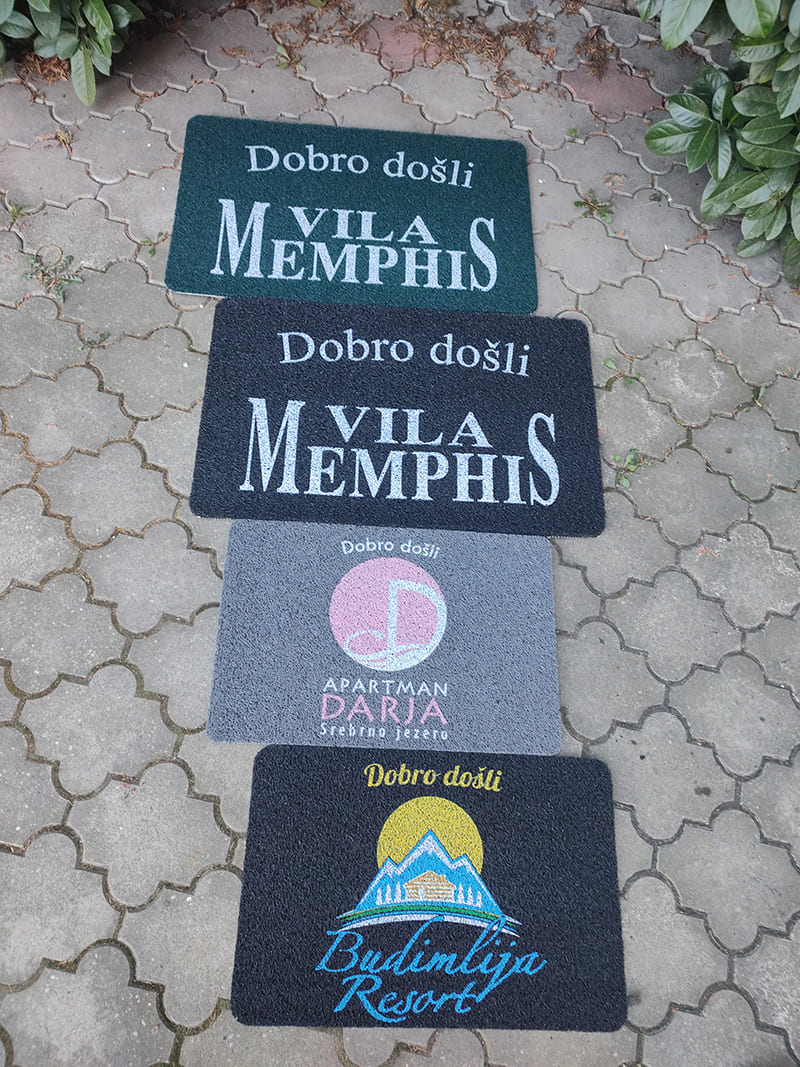 Dobro došli
VILA
MEMPHIS
Dobro došli
VILA
MEMPHIS
Dobro došli
D
APARTMAN
DARJA
Srebrno jezero
Dobro došli
Budimlija
Resort